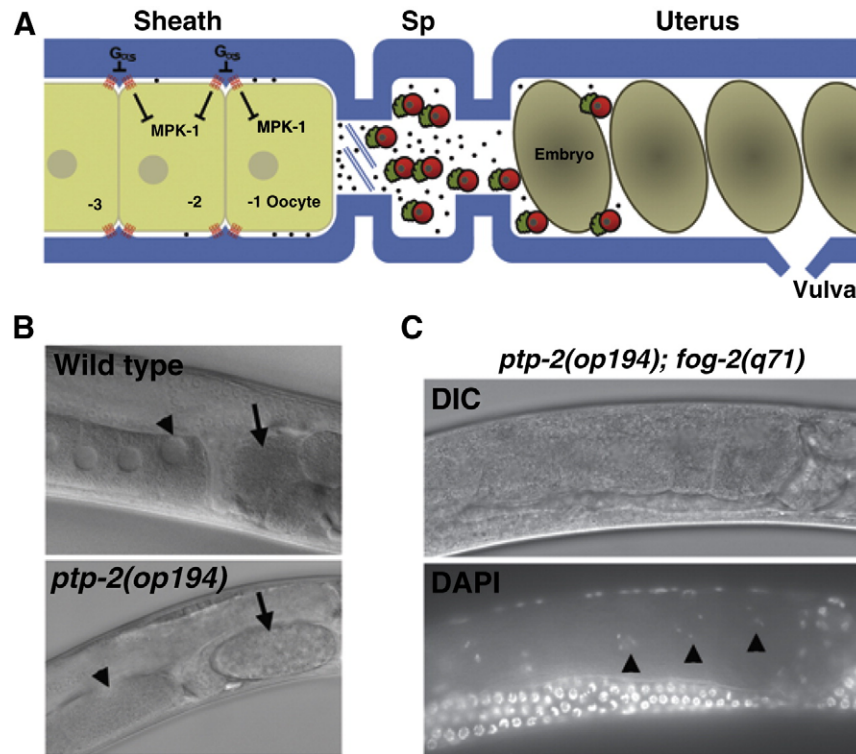 A
Sheath
Sp
Uterus
Gαs
Gαs
MPK-1
MPK-1
-3
-2
-1 Oocyte
Embryo
Vulva
B
Wild type
ptp-2(op194)
C
ptp-2(op194); fog-2(q71)
DIC
DAPI